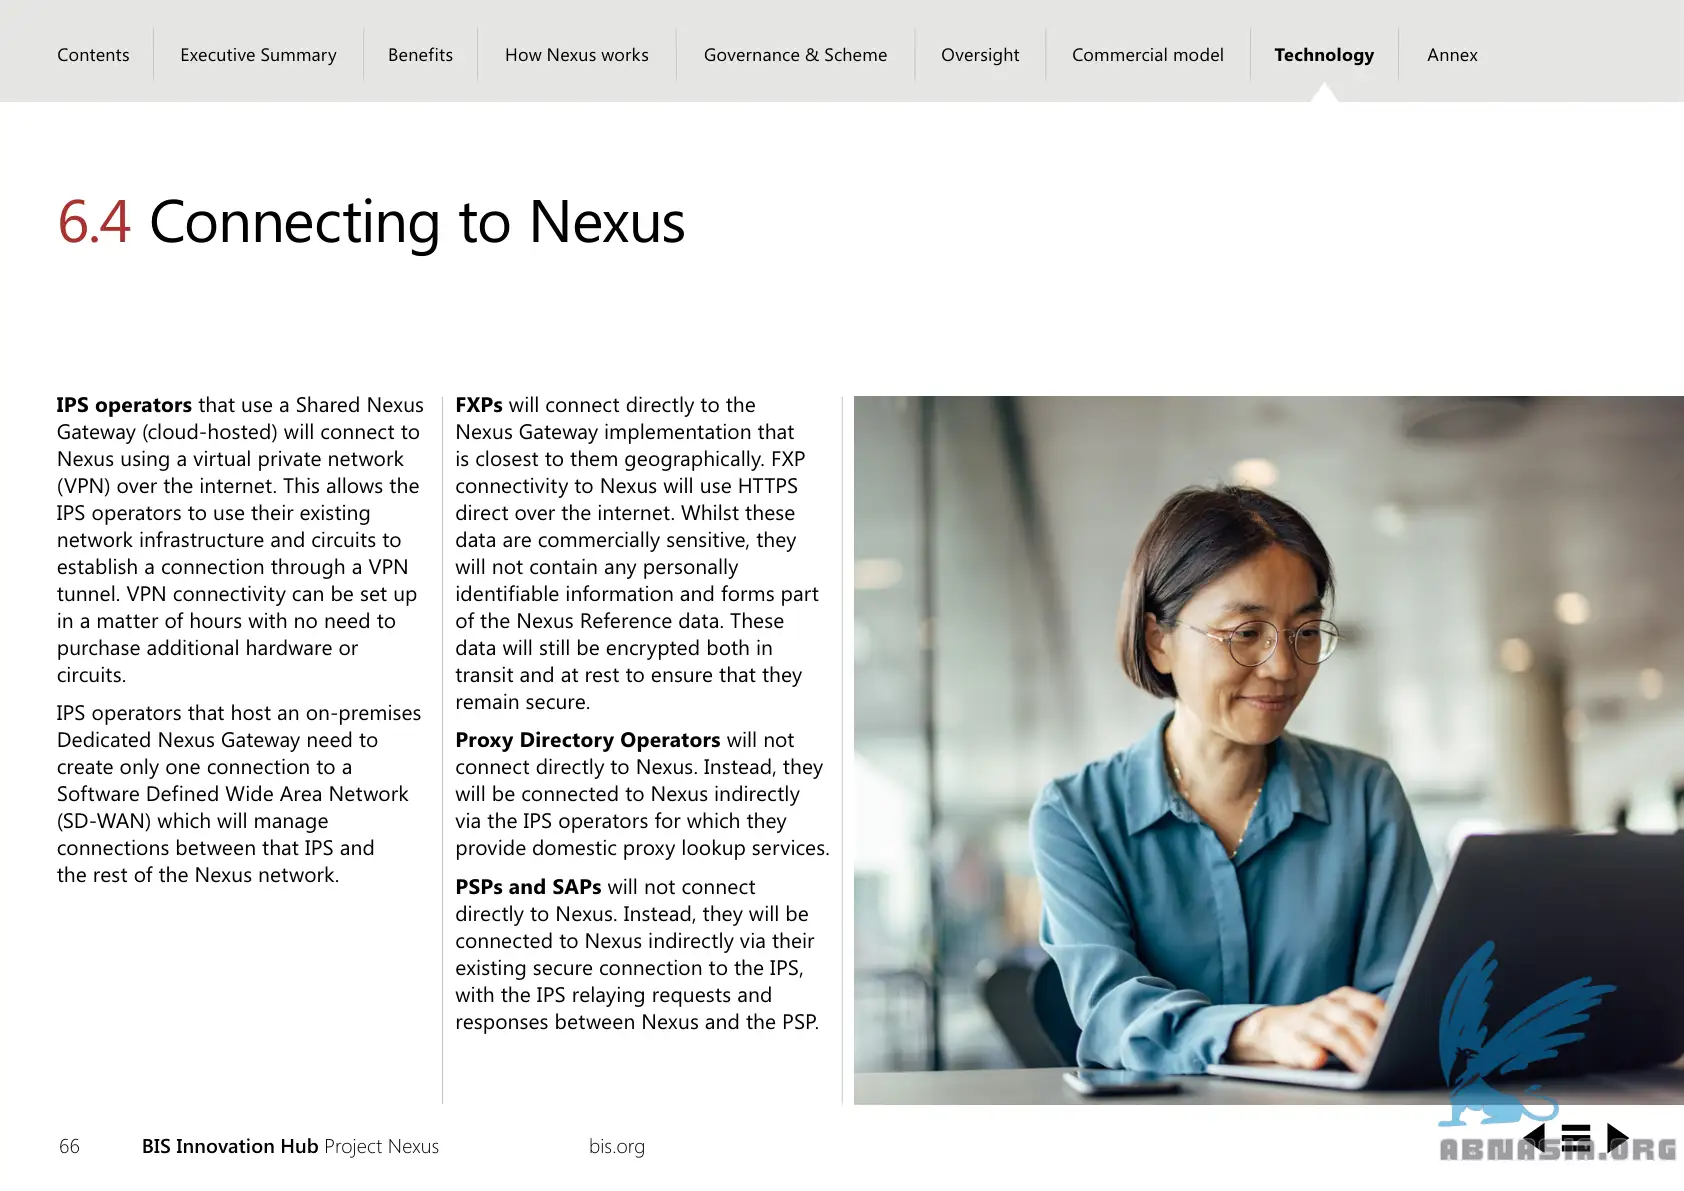 Contents
Executive Summary
Benefits
How Nexus works
Governance & Scheme
Oversight
Commercial model
Technology
Annex
6.4 Connecting to Nexus
IPS operators that use a Shared Nexus
Gateway (cloud-hosted) will connect to
Nexus using a virtual private network
(VPN) over the internet. This allows the
IPS operators to use their existing
network infrastructure and circuits to
establish a connection through a VPN
tunnel. VPN connectivity can be set up
in a matter of hours with no need to
purchase additional hardware or
circuits.
IPS operators that host an on-premises
Dedicated Nexus Gateway need to
create only one connection to a
Software Defined Wide Area Network
(SD-WAN) which will manage
connections between that IPS and
the rest of the Nexus network.
FXPs will connect directly to the
Nexus Gateway implementation that
is closest to them geographically. FXP
connectivity to Nexus will use HTTPS
direct over the internet. Whilst these
data are commercially sensitive, they
will not contain any personally
identifiable information and forms part
of the Nexus Reference data. These
data will still be encrypted both in
transit and at rest to ensure that they
remain secure.
Proxy Directory Operators will not
connect directly to Nexus. Instead, they
will be connected to Nexus indirectly
via the IPS operators for which they
provide domestic proxy lookup services.
PSPs and SAPs will not connect
directly to Nexus. Instead, they will be
connected to Nexus indirectly via their
existing secure connection to the IPS,
with the IPS relaying requests and
responses between Nexus and the PSP.
66
BIS Innovation Hub Project Nexus
bis.org
ABNASIA.ORG